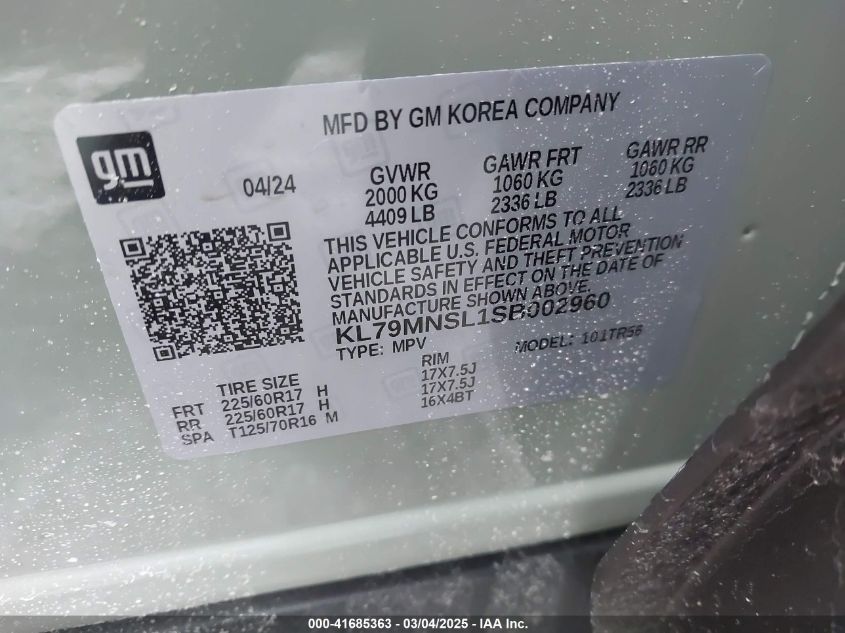 MFD BY GM KOREA COMPANY
gm
04/24
GVWR
2000 KG
4409 LB
GAWR FRT
1060 KG
2336 LB
GAWR RR
1060 KG
2336 LB
THIS VEHICLE CONFORMS TO ALL
APPLICABLE U.S. FEDERAL MOTOR
VEHICLE SAFETY AND THEFT PREVENTION
STANDARDS IN EFFECT ON THE DATE OF
MANUFACTURE SHOWN ABOVE.
KL79MNSL1SB002960
TYPE: MPV
MODEL: 101TR56
TIRE SIZE
RIM
FRT 225/60R17 H 17X7.5J
RR 225/60R17 H 17X7.5J
SPA T125/70R16 M 16X4BT
000-41685363 - 03/04/2025 - IAA Inc.